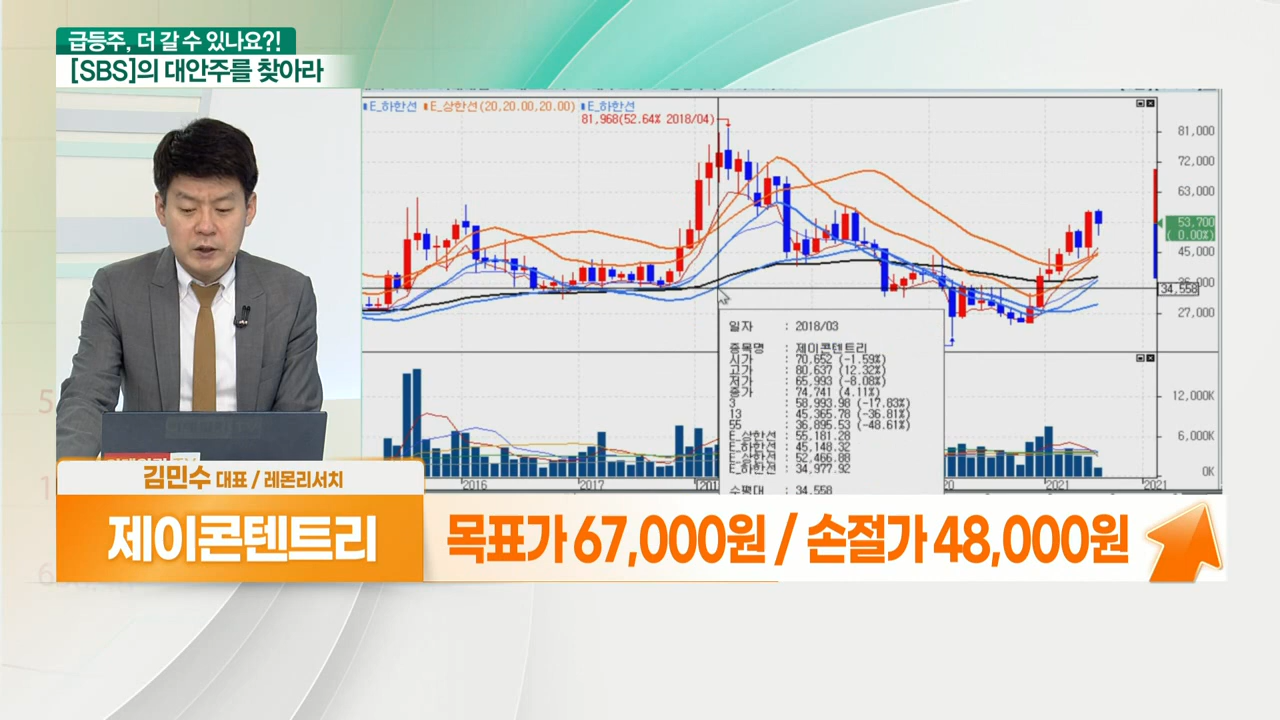 급등주, 더 갈 수 있나요?!
[SBS]의 대안주를 찾아라
E_하한선 E_상한선(20,20.00,20.00) E_하한선
81,968(52.64% 2018/04)
81,000
72,000
63,000
53,700
( 0.00%)
45,000
36,000
34,558
27,000
일자 : 2018/03
종목명 : 제이콘텐트리
시가 : 70,652 (-1.59%)
고가 : 80,637 (12.32%)
저가 : 65,993 (-8.08%)
종가 : 74,741 (4.11%)
3 : 58,993.98 (-17.83%)
13 : 45,365.78 (-36.81%)
55 : 36,895.53 (-48.61%)
E_상한선 : 55,181.28
E_하한선 : 45,148.32
E_상한선 : 52,466.88
E_하한선 : 34,977.92
수평대 : 34,558
12,000K
6,000K
0K
2016 2017 20 2021 2021
김민수 대표 / 레몬리서치
제이콘텐트리
목표가 67,000원 / 손절가 48,000원